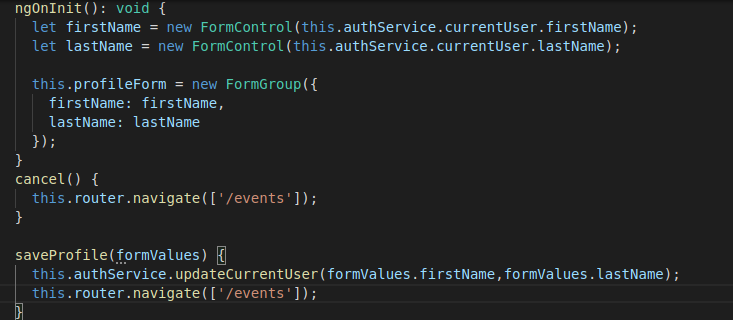 ngOnInit(): void {
let firstName = new FormControl(this.authService.currentUser.firstName);
let lastName = new FormControl(this.authService.currentUser.lastName);
this.profileForm = new FormGroup({
firstName: firstName,
lastName: lastName
});
}
cancel() {
this.router.navigate(['/events']);
}
saveProfile(formValues) {
this.authService.updateCurrentUser(formValues.firstName,formValues.lastName);
this.router.navigate(['/events']);
}